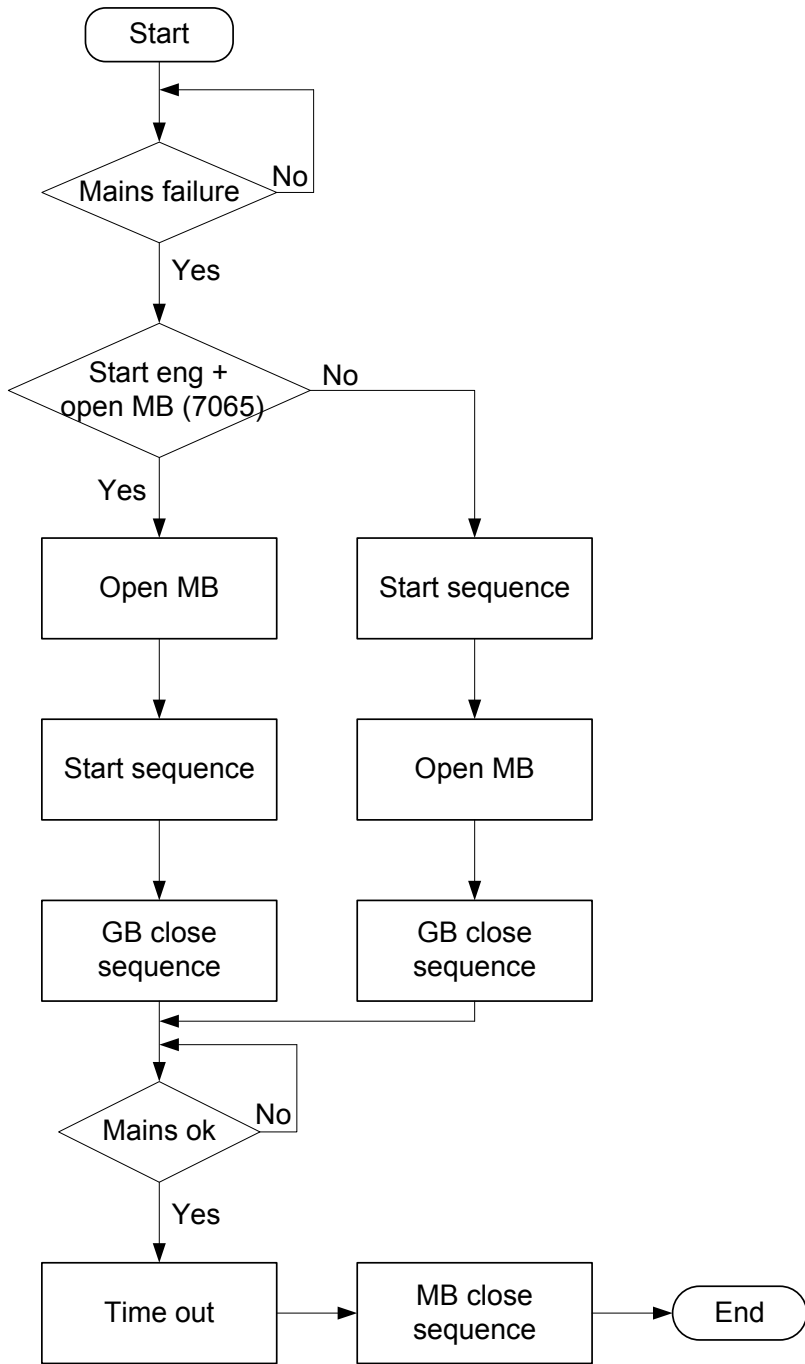 Start
Mains failure
No
Yes
Start eng +
open MB (7065)
No
Yes
Open MB
Start sequence
Start sequence
Open MB
GB close
sequence
GB close
sequence
Mains ok
No
Yes
Time out
MB close
sequence
End